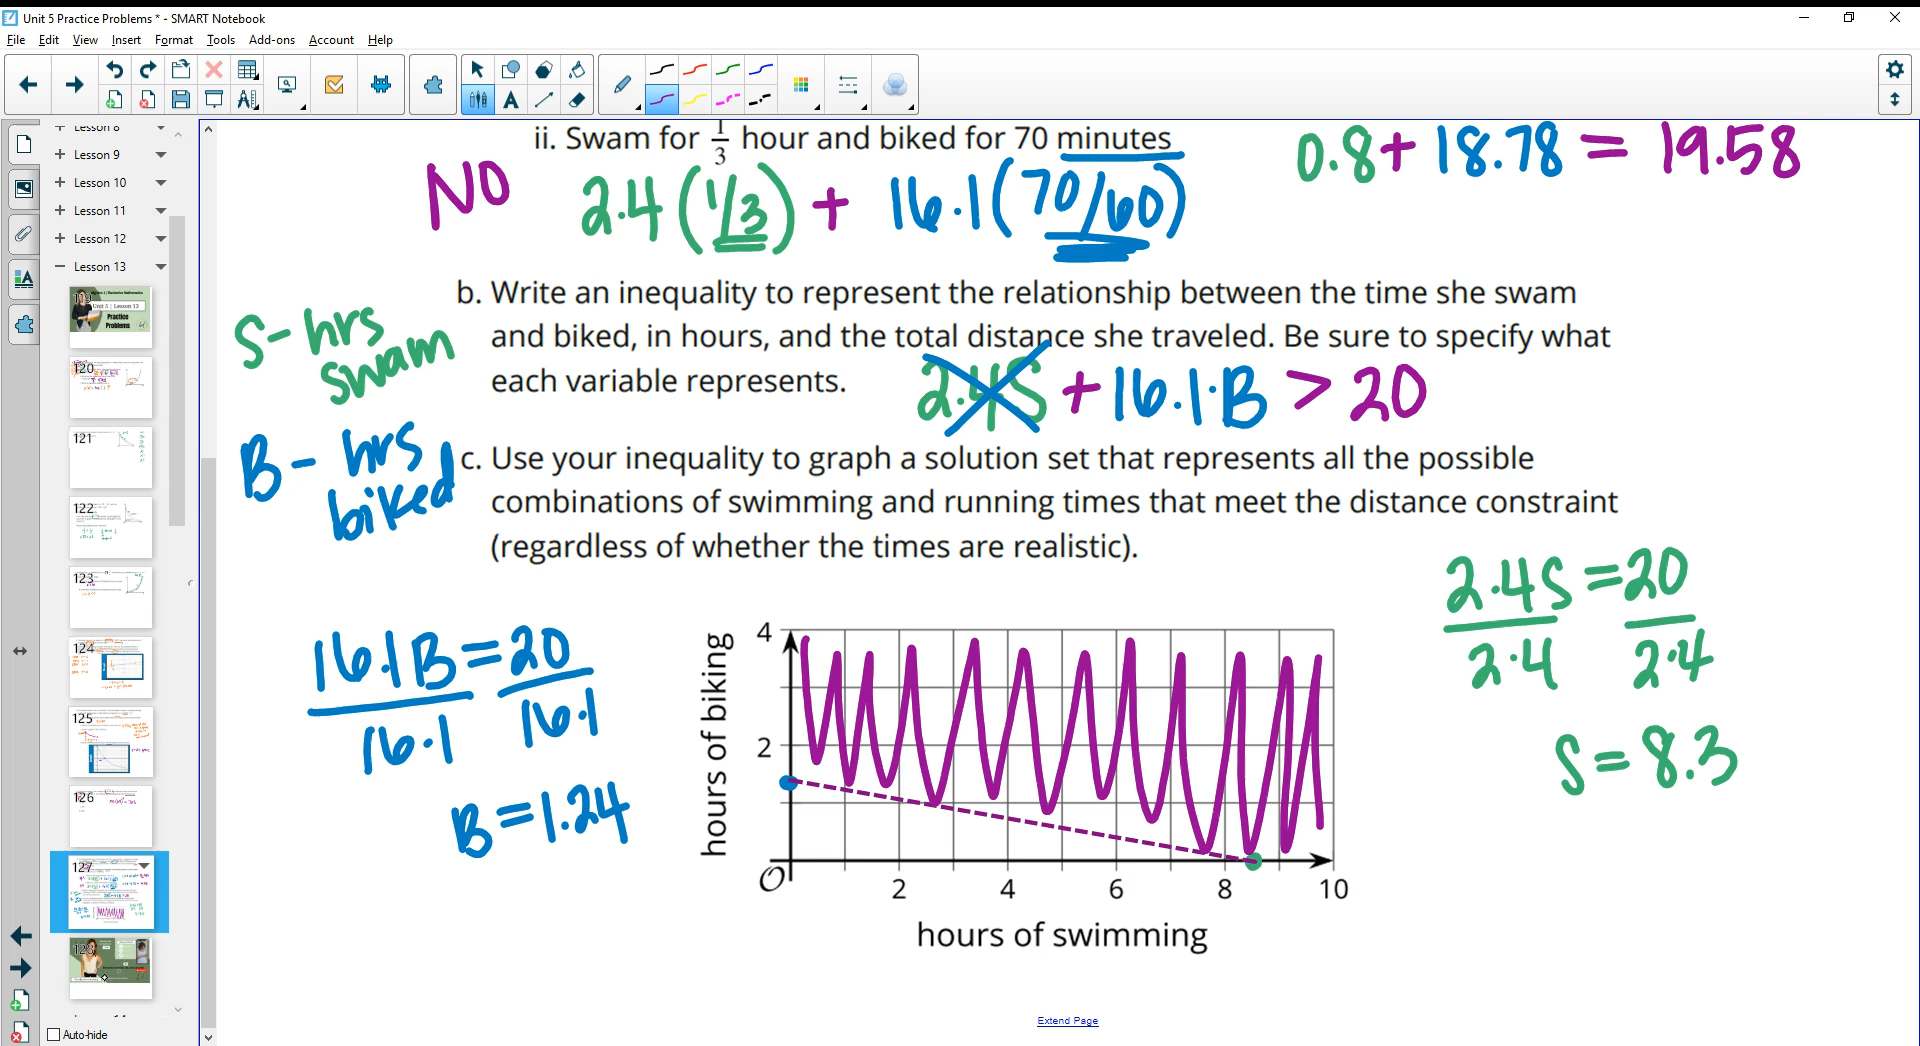 Unit 5 Practice Problems * - SMART Notebook
File Edit View Insert Format Tools Add-ons Account Help
Lesson 8
Lesson 9
Lesson 10
Lesson 11
Lesson 12
Lesson 13
Unit 5 | Lesson 13
Practice
Problems
120
121
122
123
124
125
126
127
128
Auto-hide
ii. Swam for 1/3 hour and biked for 70 minutes
0.8 + 18.78 = 19.58
NO 2.4 (1/3) + 16.1 (70/60)
b. Write an inequality to represent the relationship between the time she swam
and biked, in hours, and the total distance she traveled. Be sure to specify what
each variable represents.
2.4S + 16.1·B > 20
S- hrs
swam
B- hrs
biked
c. Use your inequality to graph a solution set that represents all the possible
combinations of swimming and running times that meet the distance constraint
(regardless of whether the times are realistic).
16.1B = 20
16.1 16.1
B = 1.24
2.4S = 20
2.4 2.4
S = 8.3
hours of biking
4
2
O 2 4 6 8 10
hours of swimming
Extend Page